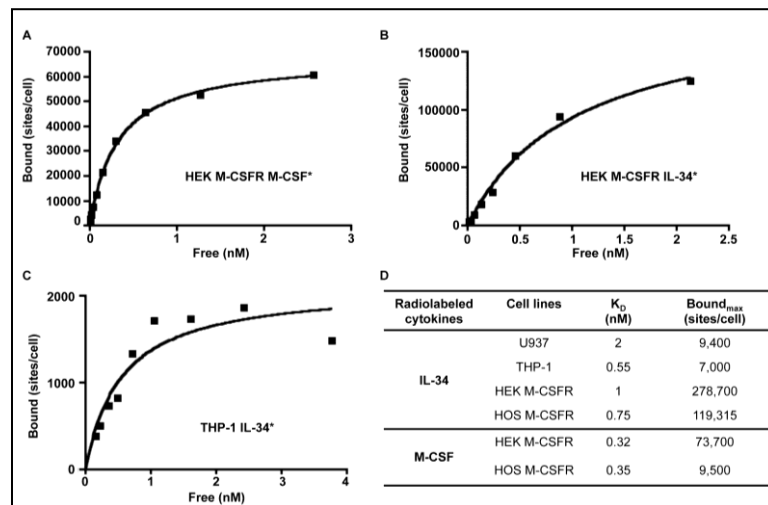 A
70000
60000
50000
40000
30000
20000
10000
0
0 1 2 3
Bound (sites/cell)
Free (nM)
HEK M-CSFR M-CSF*
B
150000
100000
50000
0
0 0.5 1 1.5 2 2.5
Bound (sites/cell)
Free (nM)
HEK M-CSFR IL-34*
C
2000
1000
0
0 1 2 3 4
Bound (sites/cell)
Free (nM)
THP-1 IL-34*
D
Radiolabeled cytokines Cell lines K_D (nM) Bound_max (sites/cell)
IL-34
U937 2 9,400
THP-1 0.55 7,000
HEK M-CSFR 1 278,700
HOS M-CSFR 0.75 119,315
M-CSF
HEK M-CSFR 0.32 73,700
HOS M-CSFR 0.35 9,500